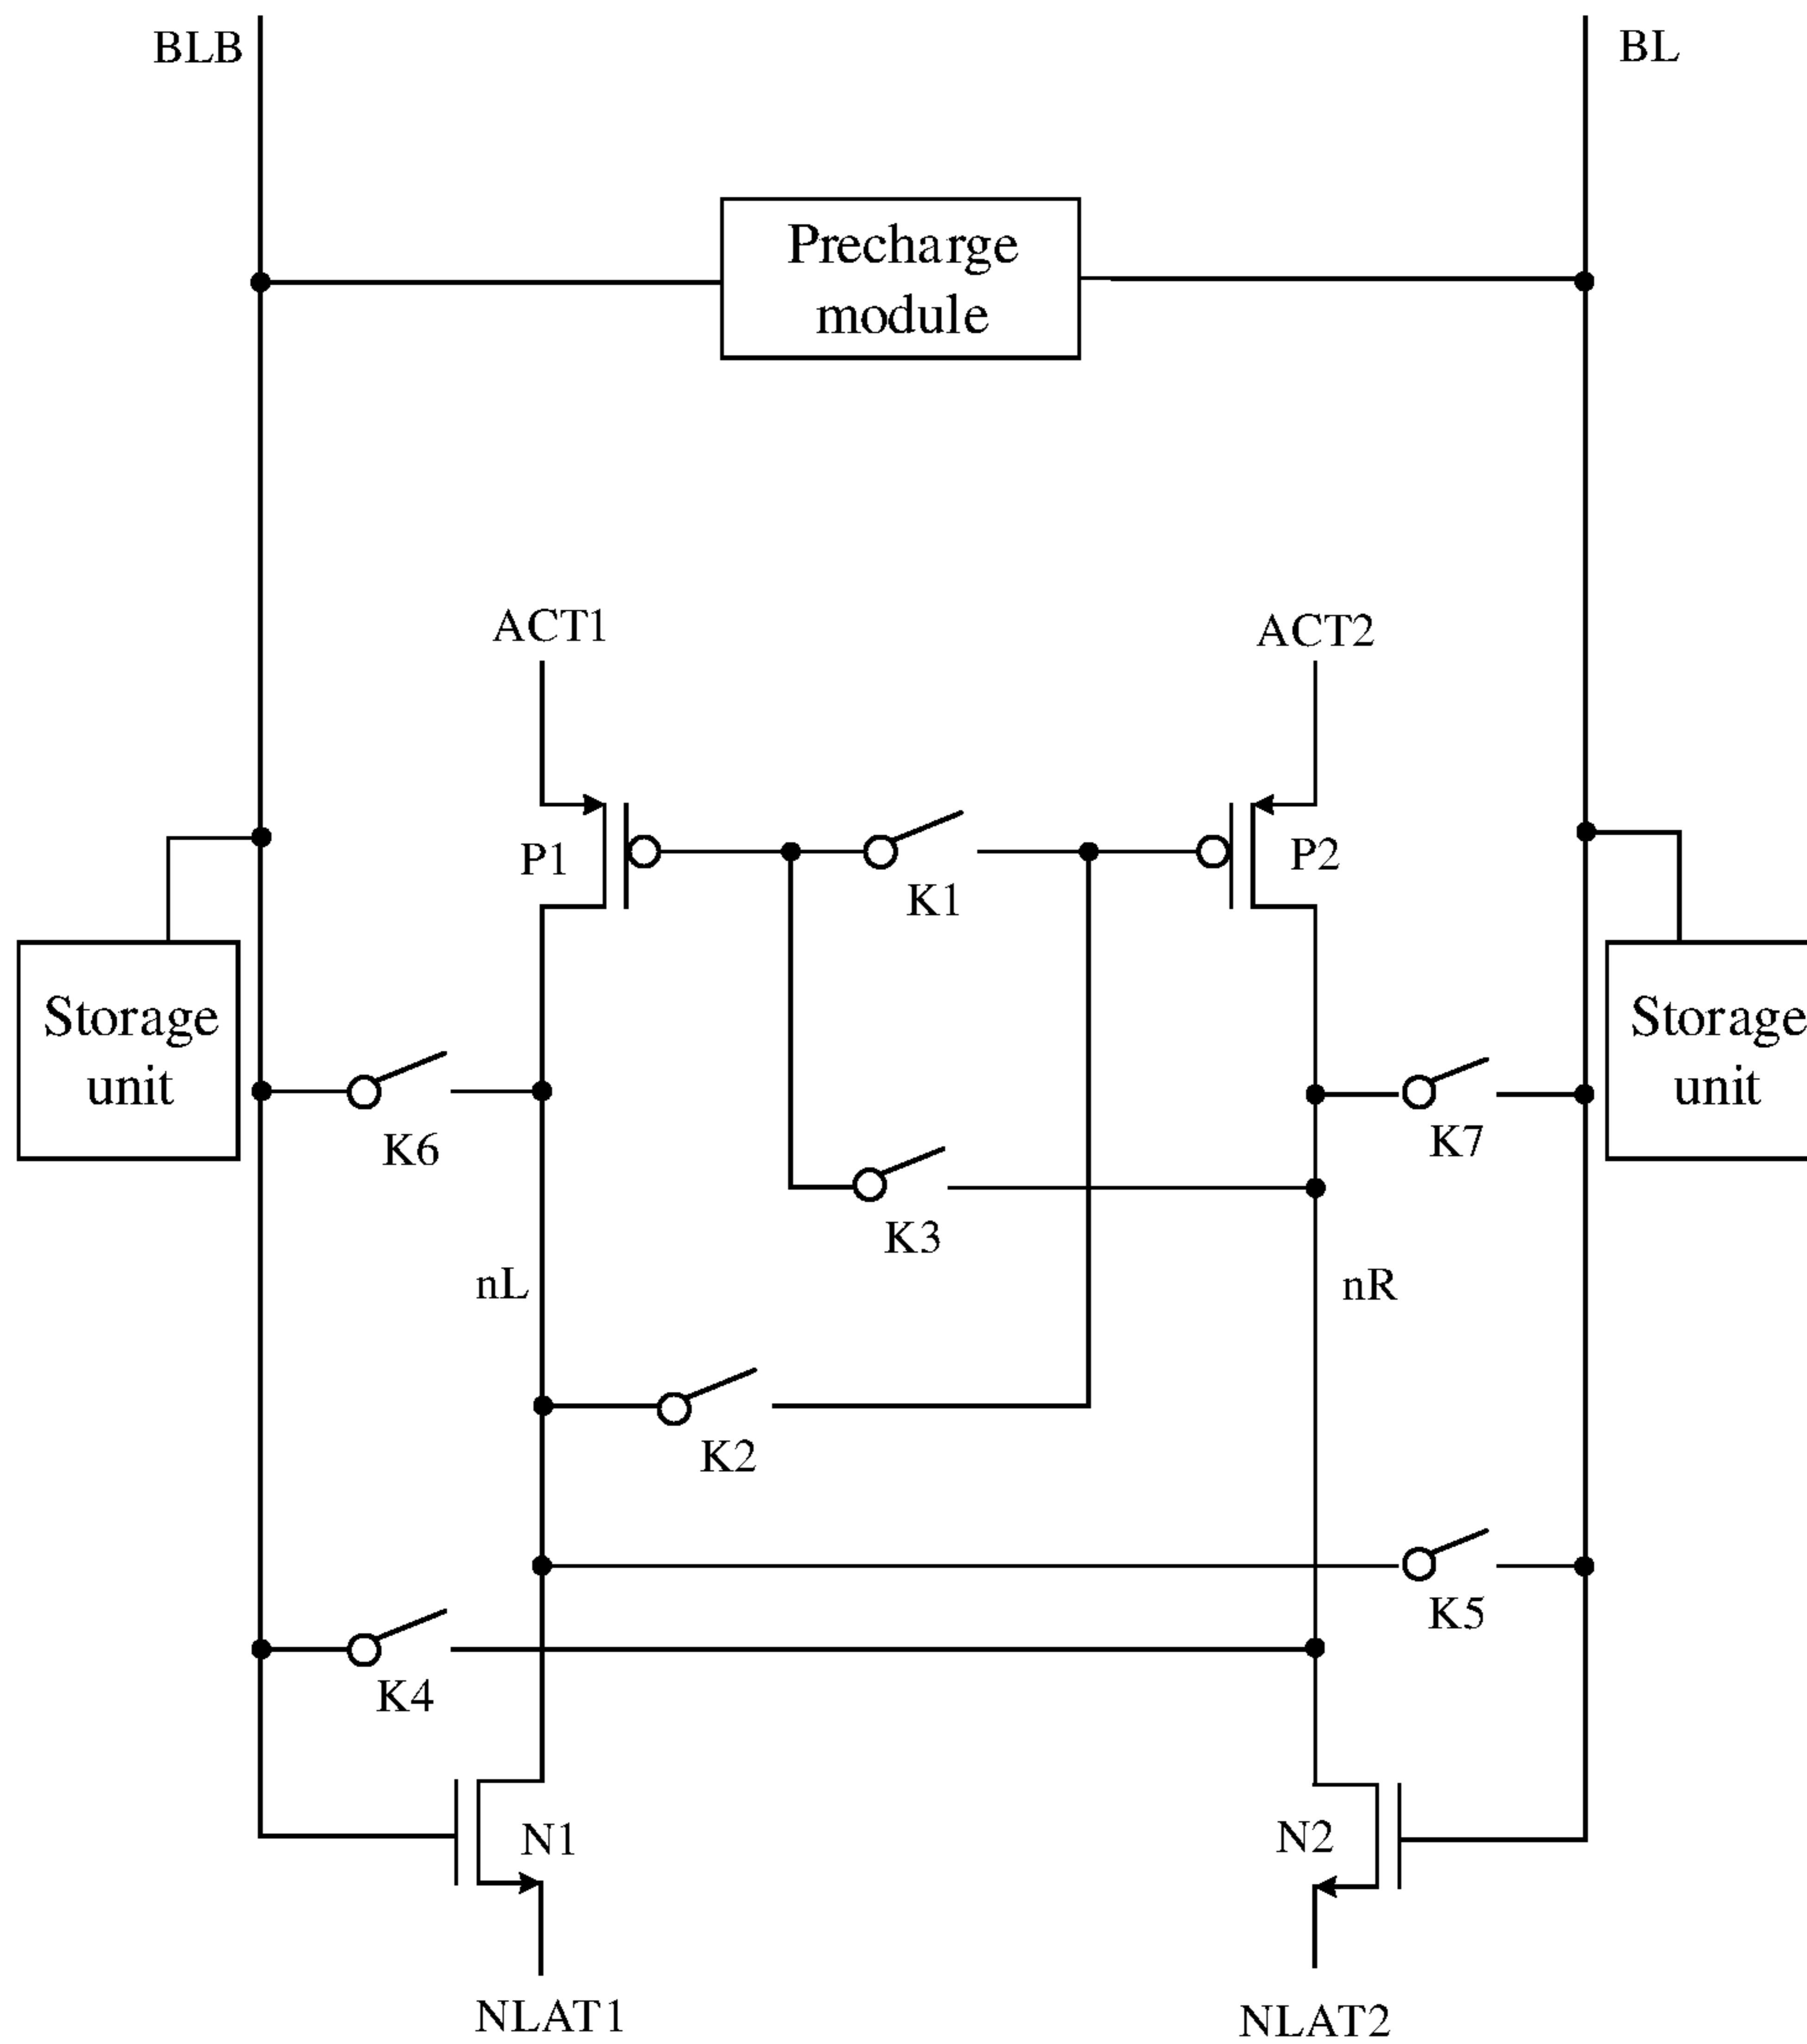 BLB
BL
Precharge
module
ACT1
ACT2
P1
P2
K1
Storage
unit
Storage
unit
K6
K7
K3
nL
nR
K2
K5
K4
N1
N2
NLAT1
NLAT2